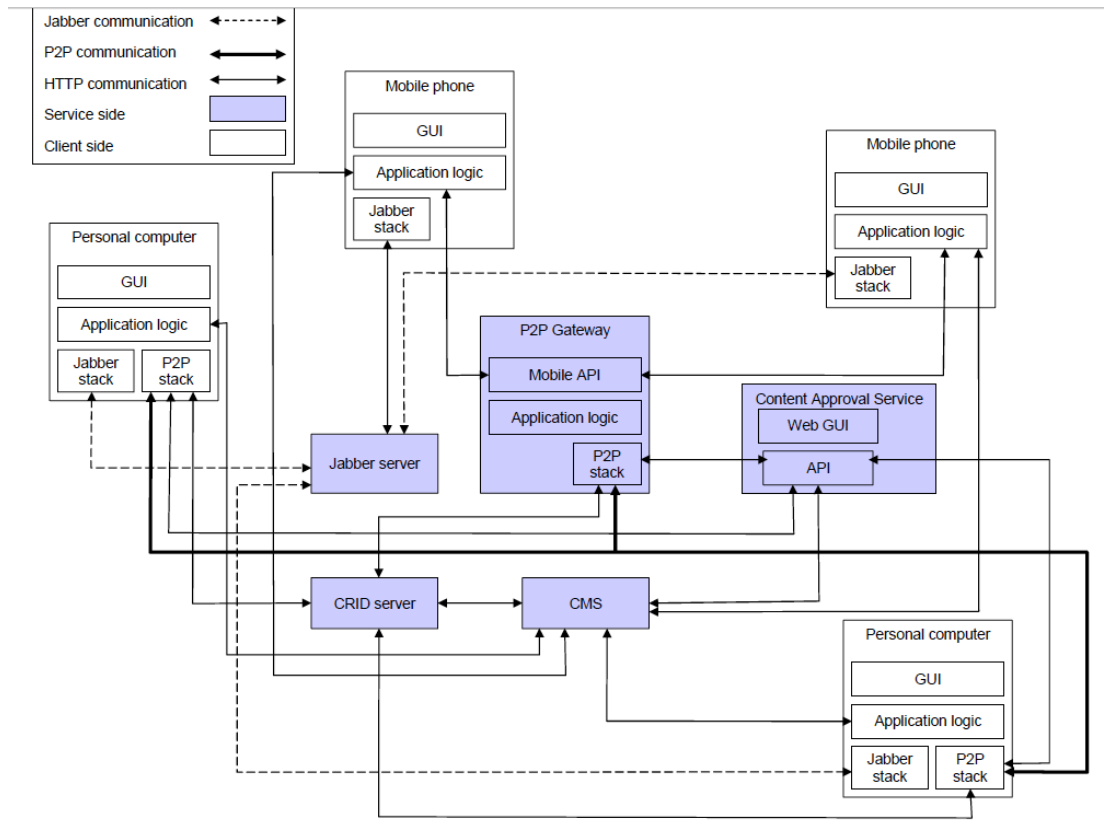 Jabber communication
P2P communication
HTTP communication
Service side
Client side
Mobile phone
GUI
Application logic
Jabber
stack
Mobile phone
GUI
Application logic
Jabber
stack
Personal computer
GUI
Application logic
Jabber
stack
P2P
stack
P2P Gateway
Mobile API
Application logic
P2P
stack
Content Approval Service
Web GUI
API
Jabber server
CRID server
CMS
Personal computer
GUI
Application logic
Jabber
stack
P2P
stack